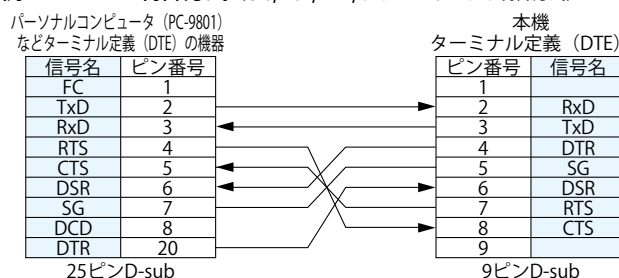 パーソナルコンピュータ（PC-9801） 本機
などターミナル定義（DTE）の機器 ターミナル定義（DTE）
信号名 ピン番号 ピン番号 信号名
FC 1 1
TxD 2 2 RxD
RxD 3 3 TxD
RTS 4 4 DTR
CTS 5 5 SG
DSR 6 6 DSR
SG 7 7 RTS
DCD 8 8 CTS
DTR 20 9
25ピンD-sub 9ピンD-sub